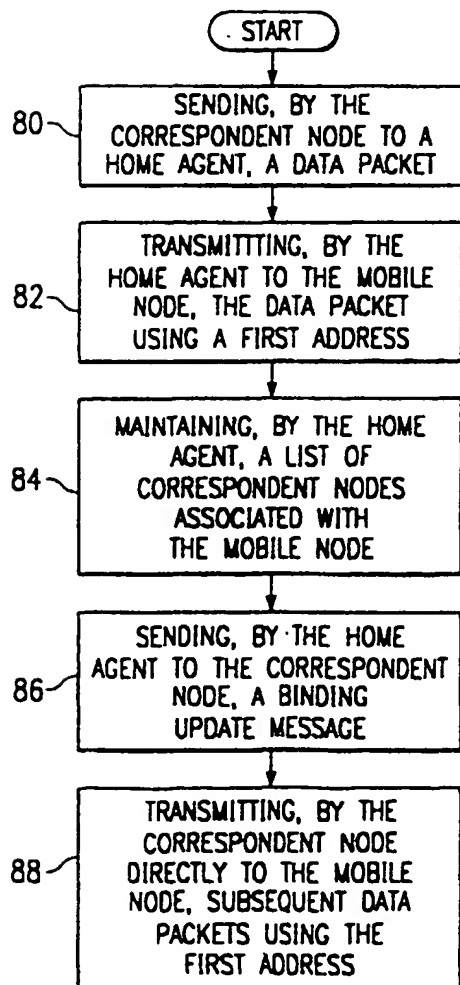 START
80
SENDING, BY THE
CORRESPONDENT NODE TO A
HOME AGENT, A DATA PACKET
82
TRANSMITTTING, BY THE
HOME AGENT TO THE MOBILE
NODE, THE DATA PACKET
USING A FIRST ADDRESS
84
MAINTAINING, BY THE HOME
AGENT, A LIST OF
CORRESPONDENT NODES
ASSOCIATED WITH
THE MOBILE NODE
86
SENDING, BY THE HOME
AGENT TO THE CORRESPONDENT
NODE, A BINDING
UPDATE MESSAGE
88
TRANSMITTING, BY THE
CORRESPONDENT NODE
DIRECTLY TO THE MOBILE
NODE, SUBSEQUENT DATA
PACKETS USING THE
FIRST ADDRESS